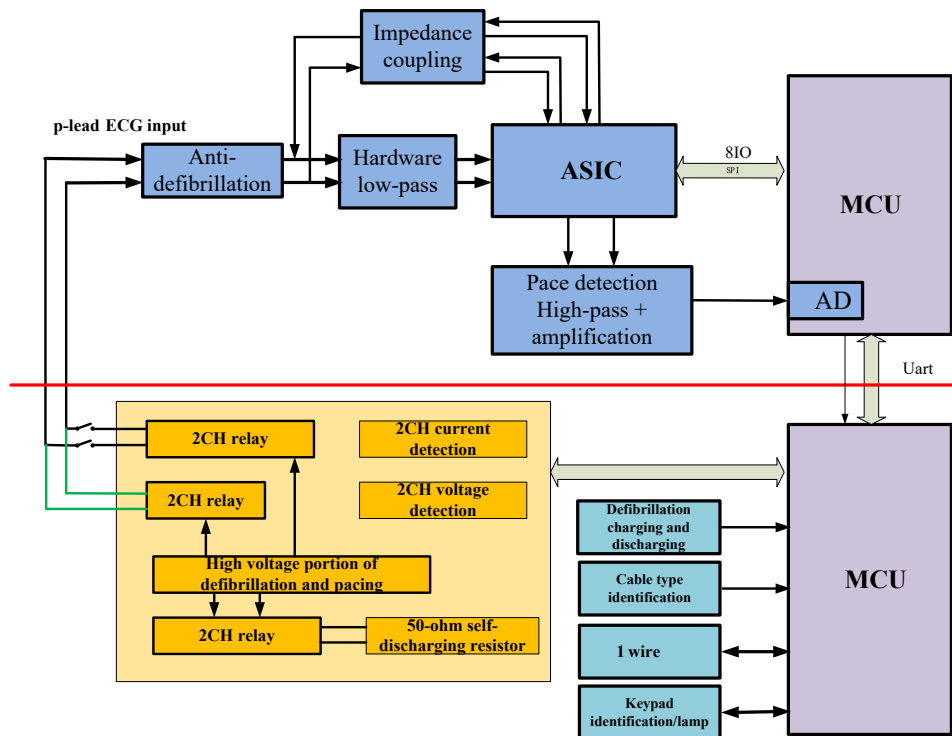 Impedance
coupling
p-lead ECG input
Anti-
defibrillation
Hardware
low-pass
ASIC
8IO
SPI
MCU
Pace detection
High-pass +
amplification
AD
Uart
2CH relay
2CH current
detection
2CH relay
2CH voltage
detection
High voltage portion of
defibrillation and pacing
2CH relay
50-ohm self-
discharging resistor
Defibrillation
charging and
discharging
Cable type
identification
1 wire
Keypad
identification/lamp
MCU